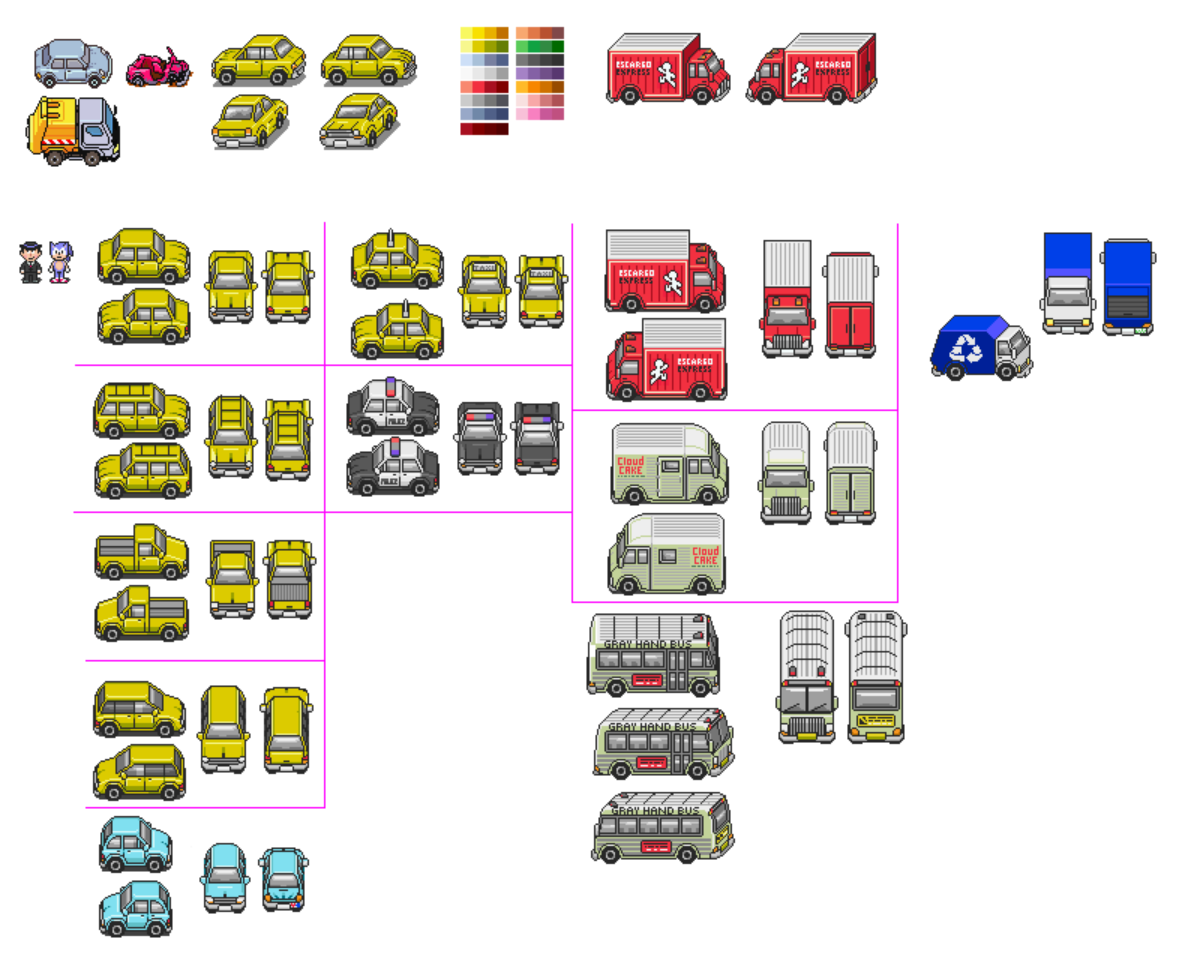 ESCARGO
EXPRESS
ESCARGO
EXPRESS
TAXI
TAXI
ESCARGO
EXPRESS
ESCARGO
EXPRESS
POLICE
POLICE
Cloud
CAKE
Cloud
CAKE
GRAY HAND BUS
GRAY HAND BUS
GRAY HAND BUS